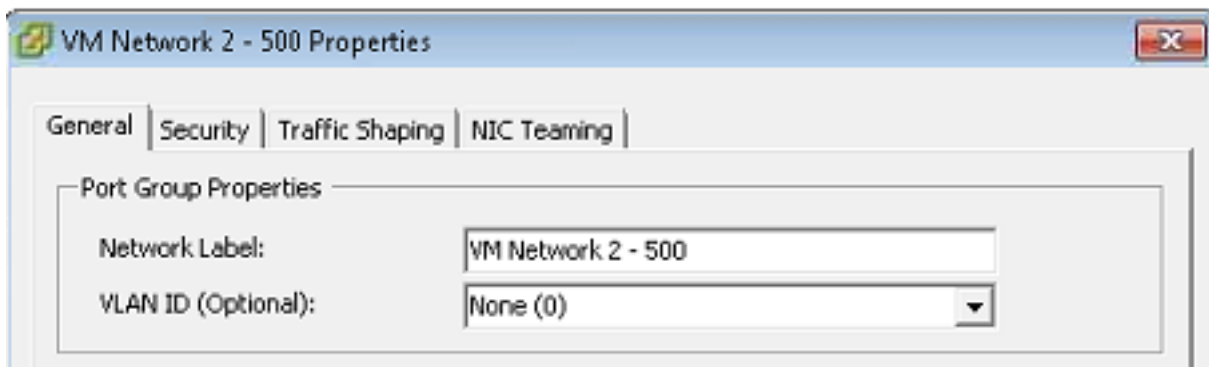 VM Network 2 - 500 Properties
General Security Traffic Shaping NIC Teaming
Port Group Properties
Network Label: VM Network 2 - 500
VLAN ID (Optional): None (0)